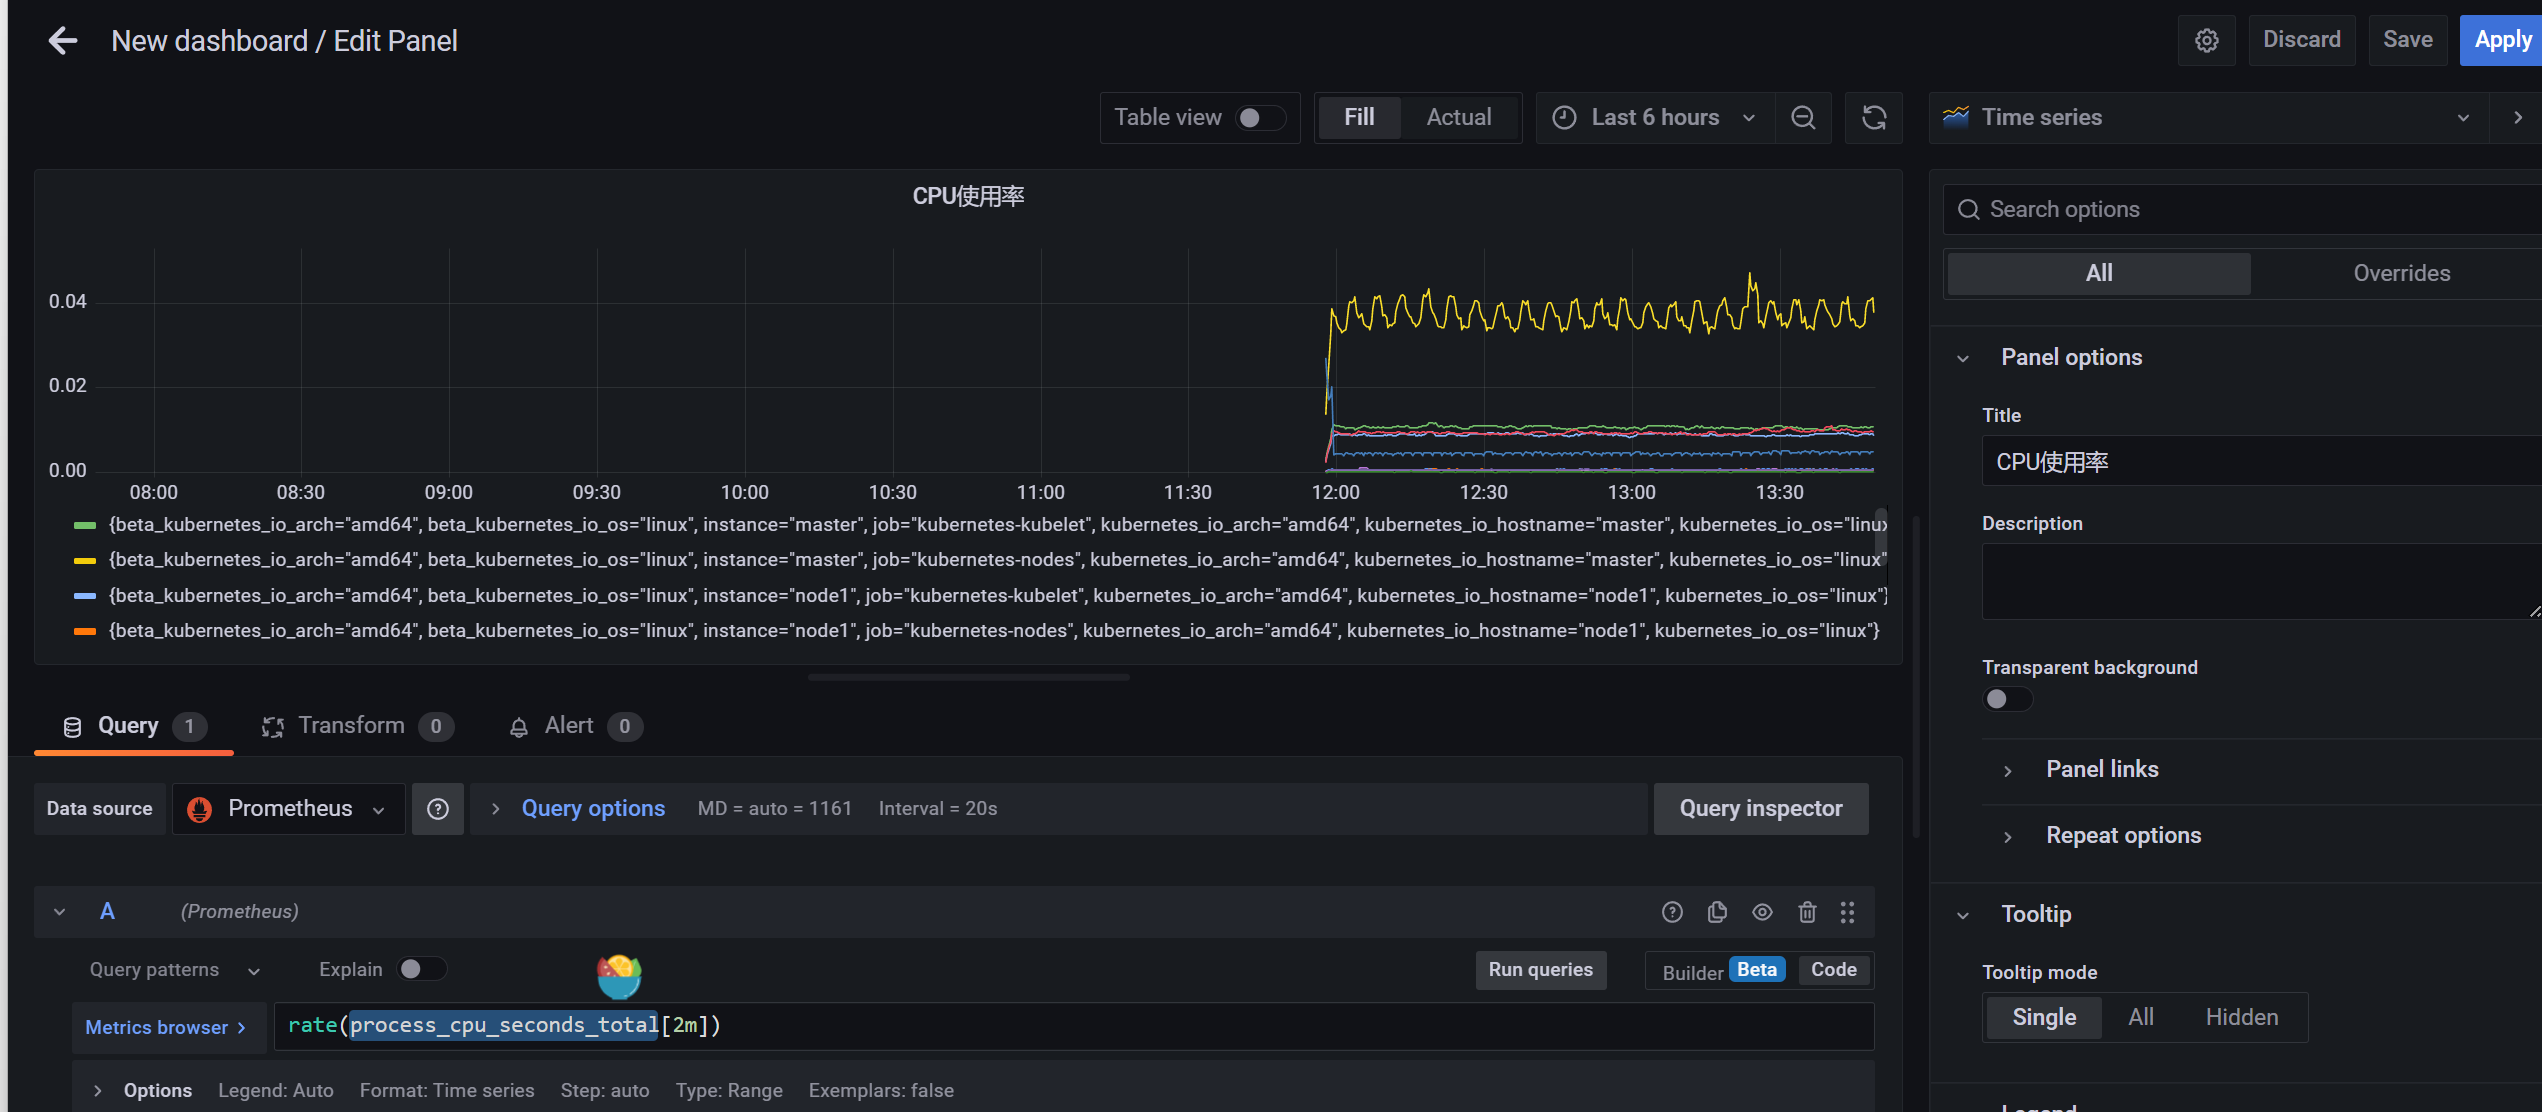 New dashboard / Edit Panel
Discard
Save
Apply
Table view
Fill
Actual
Last 6 hours
Time series
CPU使用率
0.04
0.02
0.00
08:00
08:30
09:00
09:30
10:00
10:30
11:00
11:30
12:00
12:30
13:00
13:30
{beta_kubernetes_io_arch="amd64", beta_kubernetes_io_os="linux", instance="master", job="kubernetes-kubelet", kubernetes_io_arch="amd64", kubernetes_io_hostname="master", kubernetes_io_os="linux
{beta_kubernetes_io_arch="amd64", beta_kubernetes_io_os="linux", instance="master", job="kubernetes-nodes", kubernetes_io_arch="amd64", kubernetes_io_hostname="master", kubernetes_io_os="linux"
{beta_kubernetes_io_arch="amd64", beta_kubernetes_io_os="linux", instance="node1", job="kubernetes-kubelet", kubernetes_io_arch="amd64", kubernetes_io_hostname="node1", kubernetes_io_os="linux"}
{beta_kubernetes_io_arch="amd64", beta_kubernetes_io_os="linux", instance="node1", job="kubernetes-nodes", kubernetes_io_arch="amd64", kubernetes_io_hostname="node1", kubernetes_io_os="linux"}
Query 1
Transform 0
Alert 0
Data source
Prometheus
Query options
MD = auto = 1161
Interval = 20s
Query inspector
A
(Prometheus)
Query patterns
Explain
Run queries
Builder Beta
Code
Metrics browser >
rate(process_cpu_seconds_total[2m])
Options
Legend: Auto
Format: Time series
Step: auto
Type: Range
Exemplars: false
Search options
All
Overrides
Panel options
Title
CPU使用率
Description
Transparent background
Panel links
Repeat options
Tooltip
Tooltip mode
Single
All
Hidden
Legend